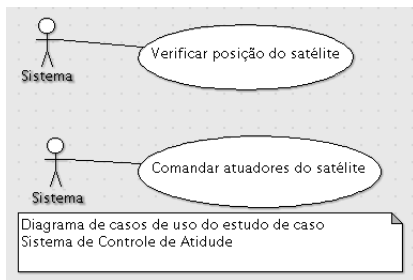 Verificar posição do satélite
Sistema
Comandar atuadores do satélite
Sistema
Diagrama de casos de uso do estudo de caso
Sistema de Controle de Atidude